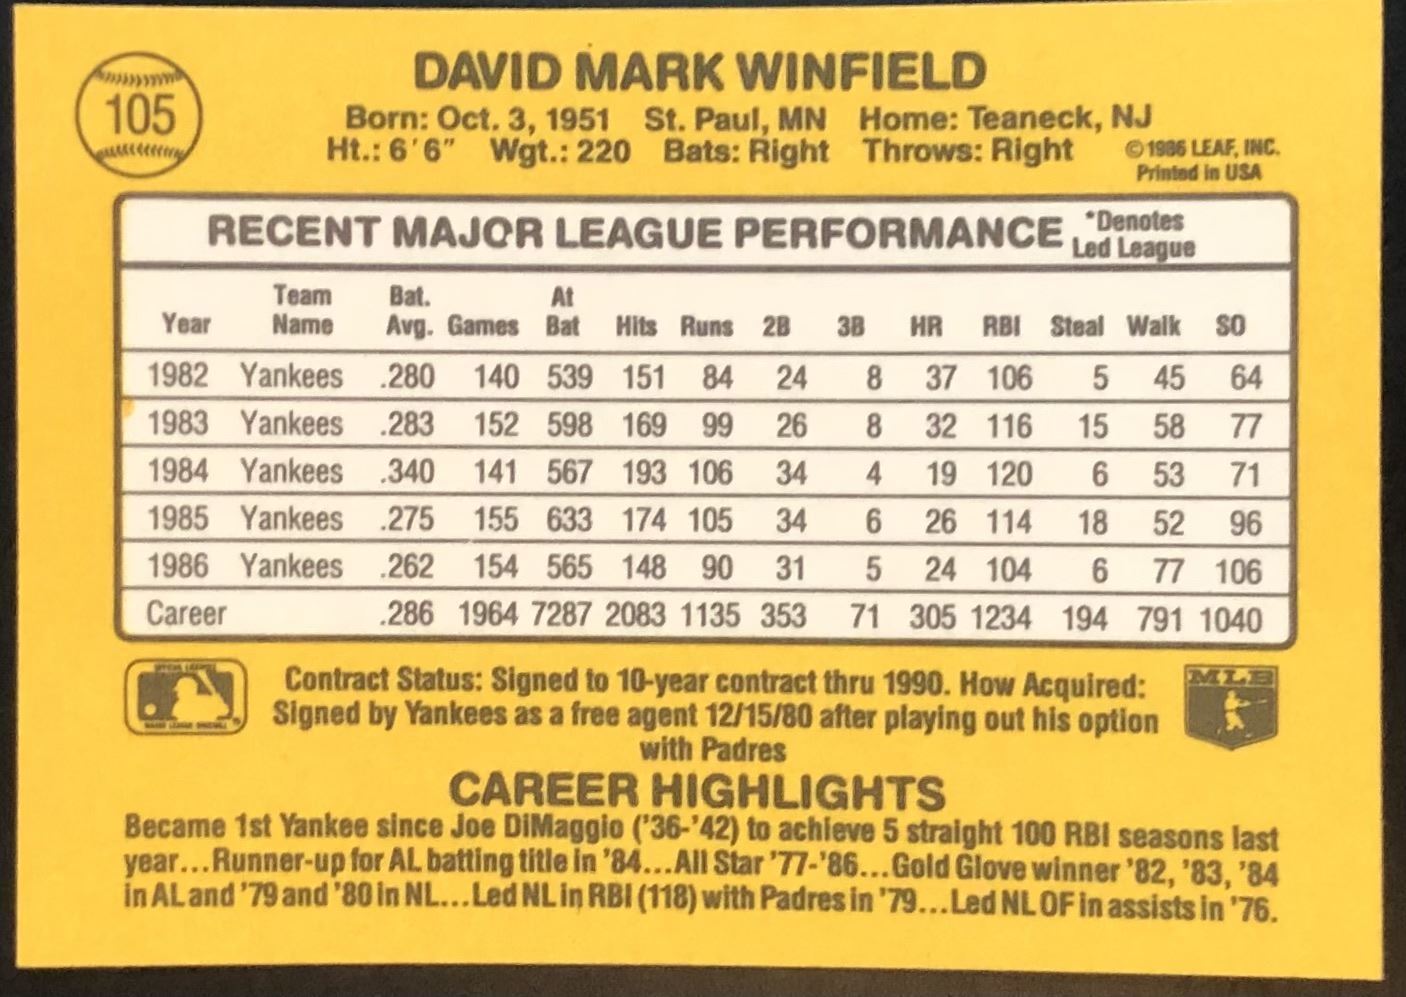 105
DAVID MARK WINFIELD
Born: Oct. 3, 1951 St. Paul, MN Home: Teaneck, NJ
Ht.: 6'6" Wgt.: 220 Bats: Right Throws: Right
©1986 LEAF, INC.
Printed in USA
RECENT MAJOR LEAGUE PERFORMANCE *Denotes Led League
Year Team Name Bat. Avg. Games At Bat Hits Runs 2B 3B HR RBI Steal Walk SO
1982 Yankees .280 140 539 151 84 24 8 37 106 5 45 64
1983 Yankees .283 152 598 169 99 26 8 32 116 15 58 77
1984 Yankees .340 141 567 193 106 34 4 19 120 6 53 71
1985 Yankees .275 155 633 174 105 34 6 26 114 18 52 96
1986 Yankees .262 154 565 148 90 31 5 24 104 6 77 106
Career .286 1964 7287 2083 1135 353 71 305 1234 194 791 1040
Contract Status: Signed to 10-year contract thru 1990. How Acquired:
Signed by Yankees as a free agent 12/15/80 after playing out his option
with Padres
MLB
CAREER HIGHLIGHTS
Became 1st Yankee since Joe DiMaggio ('36-'42) to achieve 5 straight 100 RBI seasons last
year...Runner-up for AL batting title in '84...All Star '77-'86...Gold Glove winner '82, '83, '84
in AL and '79 and '80 in NL...Led NL in RBI (118) with Padres in '79...Led NL OF in assists in '76.